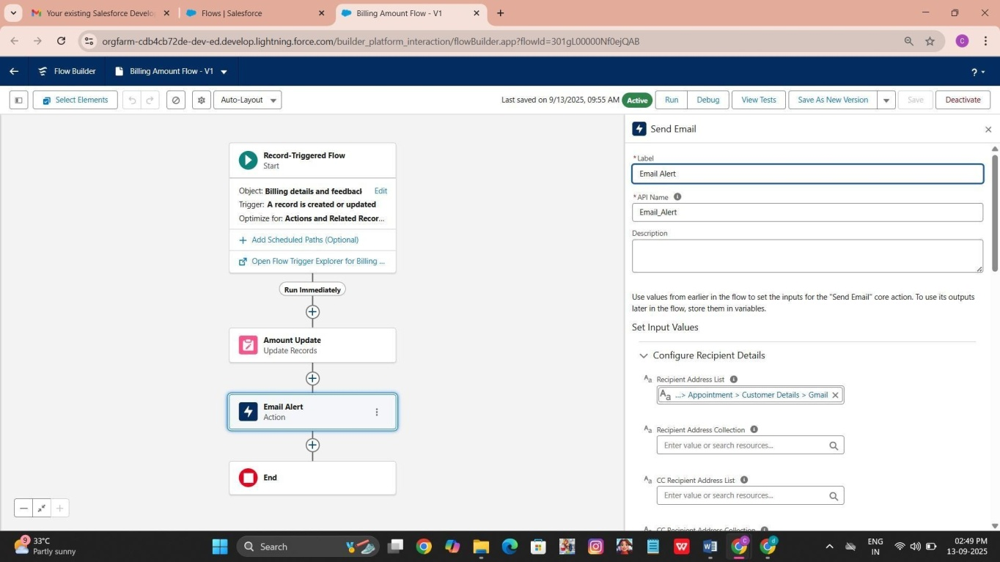 Your existing Salesforce Develo
Flows | Salesforce
Billing Amount Flow - V1
orgfarm-cdb4cb72de-dev-ed.develop.lightning.force.com/builder_platform_interaction/flowBuilder.app?flowId=301gL00000Nf0ejQAB
C
Flow Builder
Billing Amount Flow - V1
?
Select Elements
Auto-Layout
Last saved on 9/13/2025, 09:55 AM
Active
Run
Debug
View Tests
Save As New Version
Save
Deactivate
Record-Triggered Flow
Start
Object: Billing details and feedback
Edit
Trigger: A record is created or updated
Optimize for: Actions and Related Recor...
Add Scheduled Paths (Optional)
Open Flow Trigger Explorer for Billing ...
Run Immediately
Amount Update
Update Records
Email Alert
Action
End
Send Email
* Label
Email Alert
* API Name
Email_Alert
Description
Use values from earlier in the flow to set the inputs for the "Send Email" core action. To use its outputs
later in the flow, store them in variables.
Set Input Values
Configure Recipient Details
Aa Recipient Address List
Aa ...> Appointment > Customer Details > Gmail
Aa Recipient Address Collection
Enter value or search resources...
Aa CC Recipient Address List
Enter value or search resources...
Aa CC Recipient Address Collection
9
33°C
Partly sunny
Search
ENG
IN
02:49 PM
13-09-2025